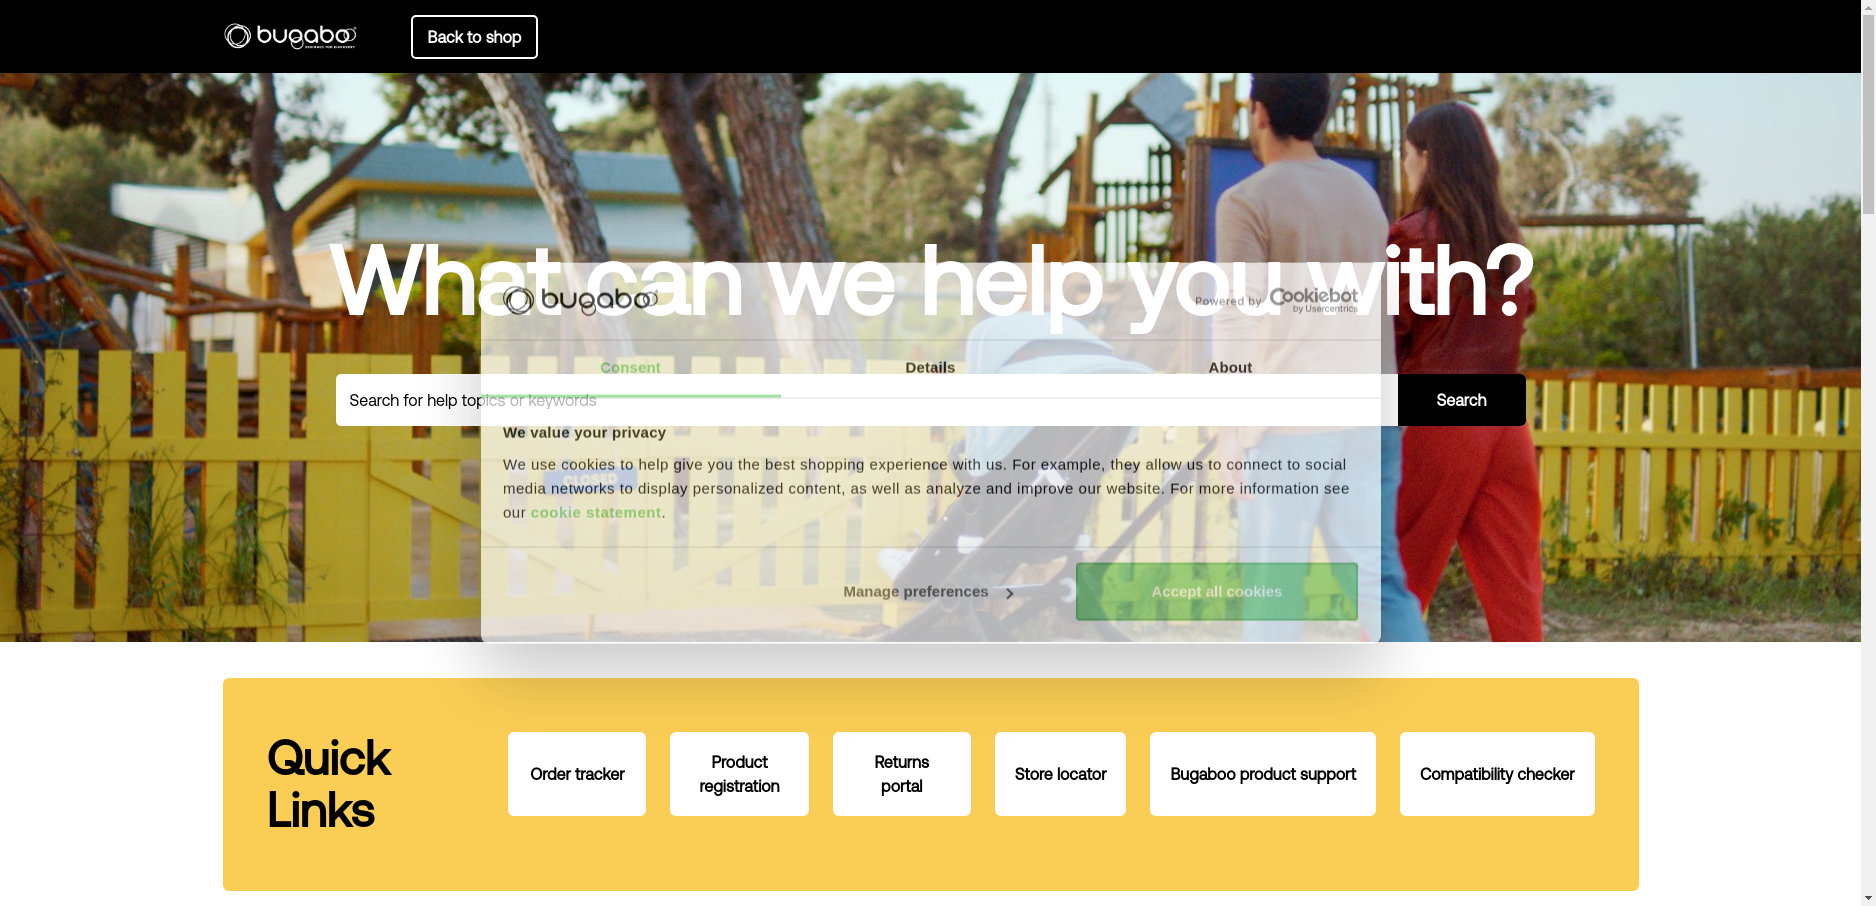 bugaboo
DESIGNED FOR DISCOVERY
Back to shop
What can we help you with?
bugaboo
Powered by Cookiebot
by Usercentrics
Consent
Details
About
Search for help topics or keywords
Search
We value your privacy
We use cookies to help give you the best shopping experience with us. For example, they allow us to connect to social
media networks to display personalized content, as well as analyze and improve our website. For more information see
our cookie statement.
CLOSED
Manage preferences
Accept all cookies
Quick
Links
Order tracker
Product
registration
Returns
portal
Store locator
Bugaboo product support
Compatibility checker